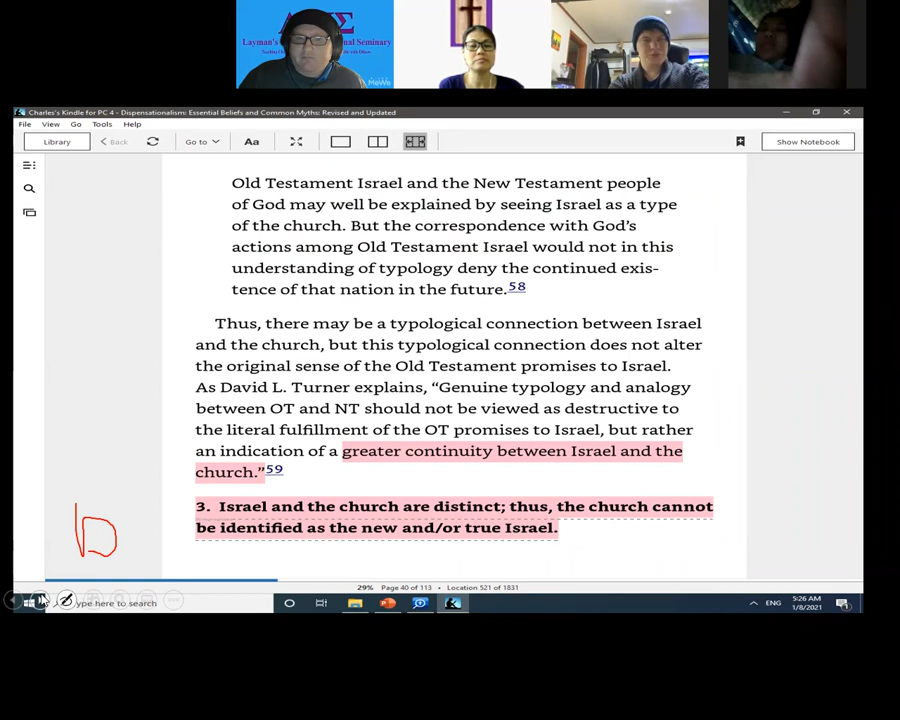 Layman's
onal Seminary
MeWe
Charles's Kindle for PC 4 - Dispensationalism: Essential Beliefs and Common Myths: Revised and Updated
File View Go Tools Help
Library Back Go to Aa Show Notebook
Old Testament Israel and the New Testament people
of God may well be explained by seeing Israel as a type
of the church. But the correspondence with God’s
actions among Old Testament Israel would not in this
understanding of typology deny the continued exis-
tence of that nation in the future.58
Thus, there may be a typological connection between Israel
and the church, but this typological connection does not alter
the original sense of the Old Testament promises to Israel.
As David L. Turner explains, “Genuine typology and analogy
between OT and NT should not be viewed as destructive to
the literal fulfillment of the OT promises to Israel, but rather
an indication of a greater continuity between Israel and the
church.”59
3. Israel and the church are distinct; thus, the church cannot
be identified as the new and/or true Israel.
b
29% Page 40 of 113 • Location 521 of 1831
ype here to search
ENG
5:26 AM
1/8/2021